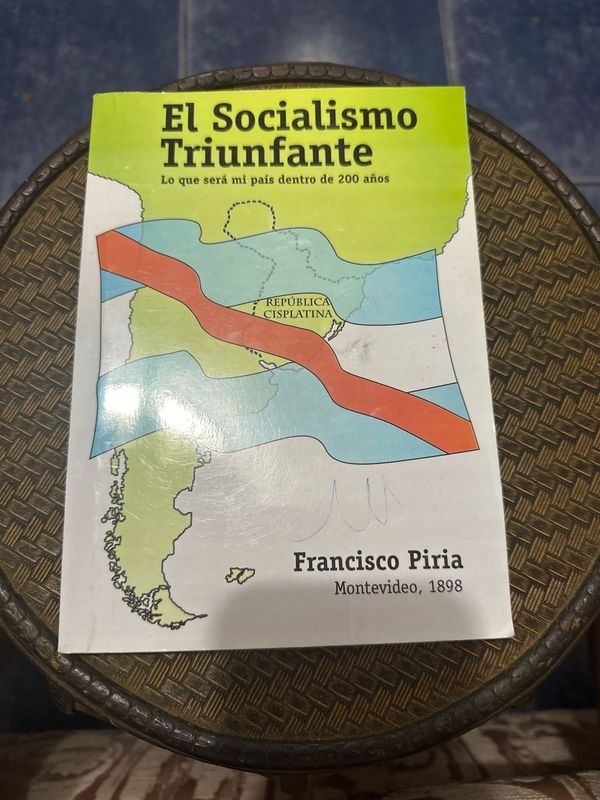 El Socialismo
Triunfante
Lo que será mi país dentro de 200 años
REPÚBLICA
CISPLATINA
Francisco Piria
Montevideo, 1898